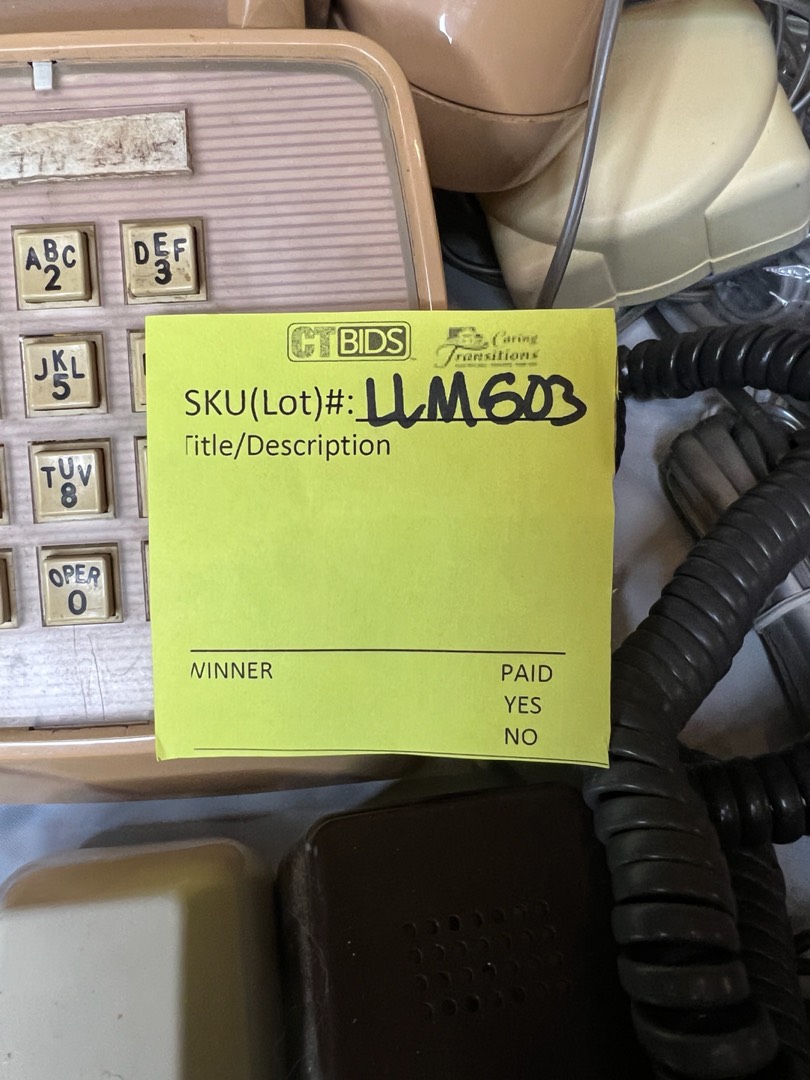 ABC
2
DEF
3
JKL
5
TUV
8
OPER
0
CTBIDS
Caring
Transitions
SKU(Lot)#: LLM603
Title/Description
WINNER PAID
YES
NO